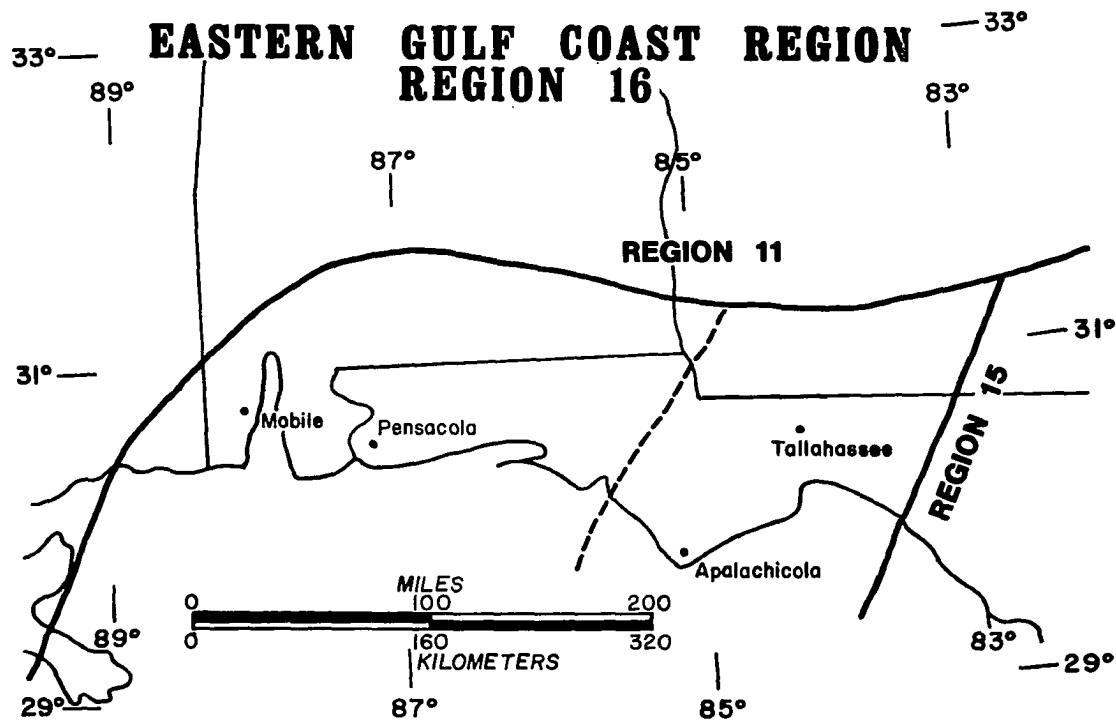 EASTERN GULF COAST REGION
REGION 16
33°
33°
89°
83°
87°
85°
REGION 11
31°
31°
Mobile
Pensacola
Tallahassee
REGION 15
Apalachicola
MILES
0 100 200
0 160 320
KILOMETERS
89°
83°
29°
29°
87°
85°